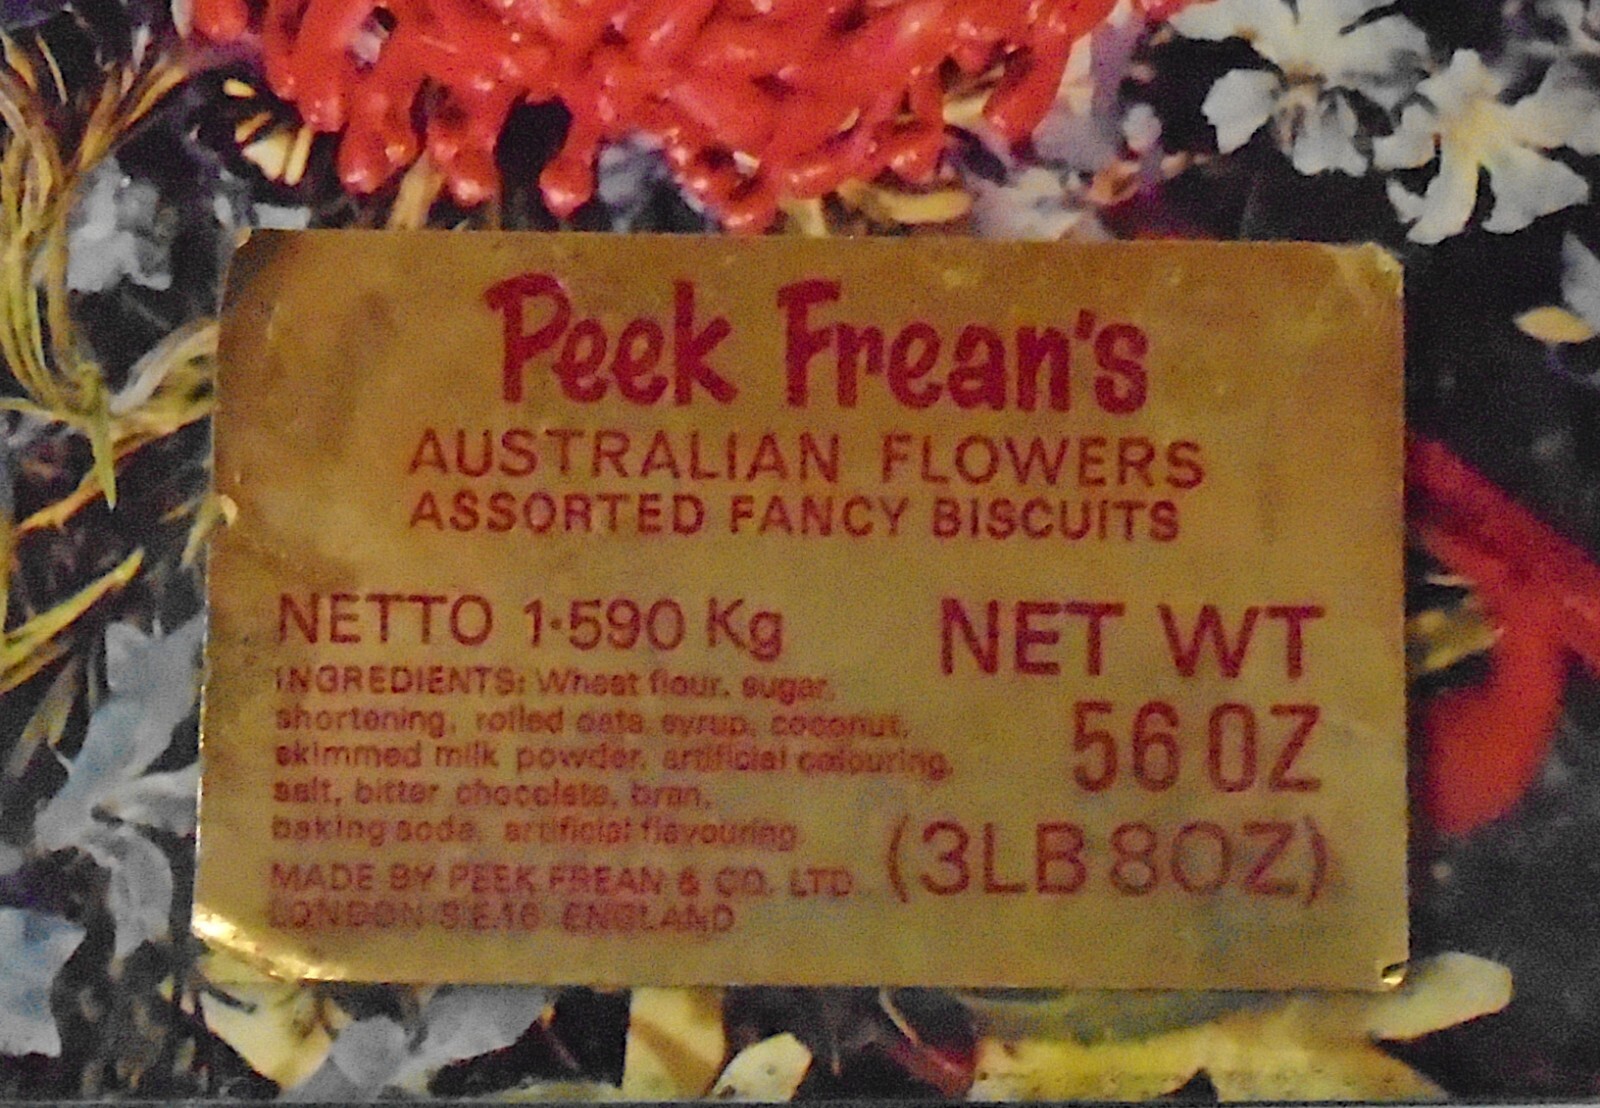 Peek Frean's
AUSTRALIAN FLOWERS
ASSORTED FANCY BISCUITS
NETTO 1·590 Kg
NET WT
56 OZ
(3LB 8OZ)
INGREDIENTS: Wheat flour, sugar,
shortening, rolled oats, syrup, coconut,
skimmed milk powder, artificial colouring,
salt, bitter chocolate, bran,
baking soda, artificial flavouring
MADE BY PEEK FREAN & CO. LTD.
LONDON S.E.16 ENGLAND